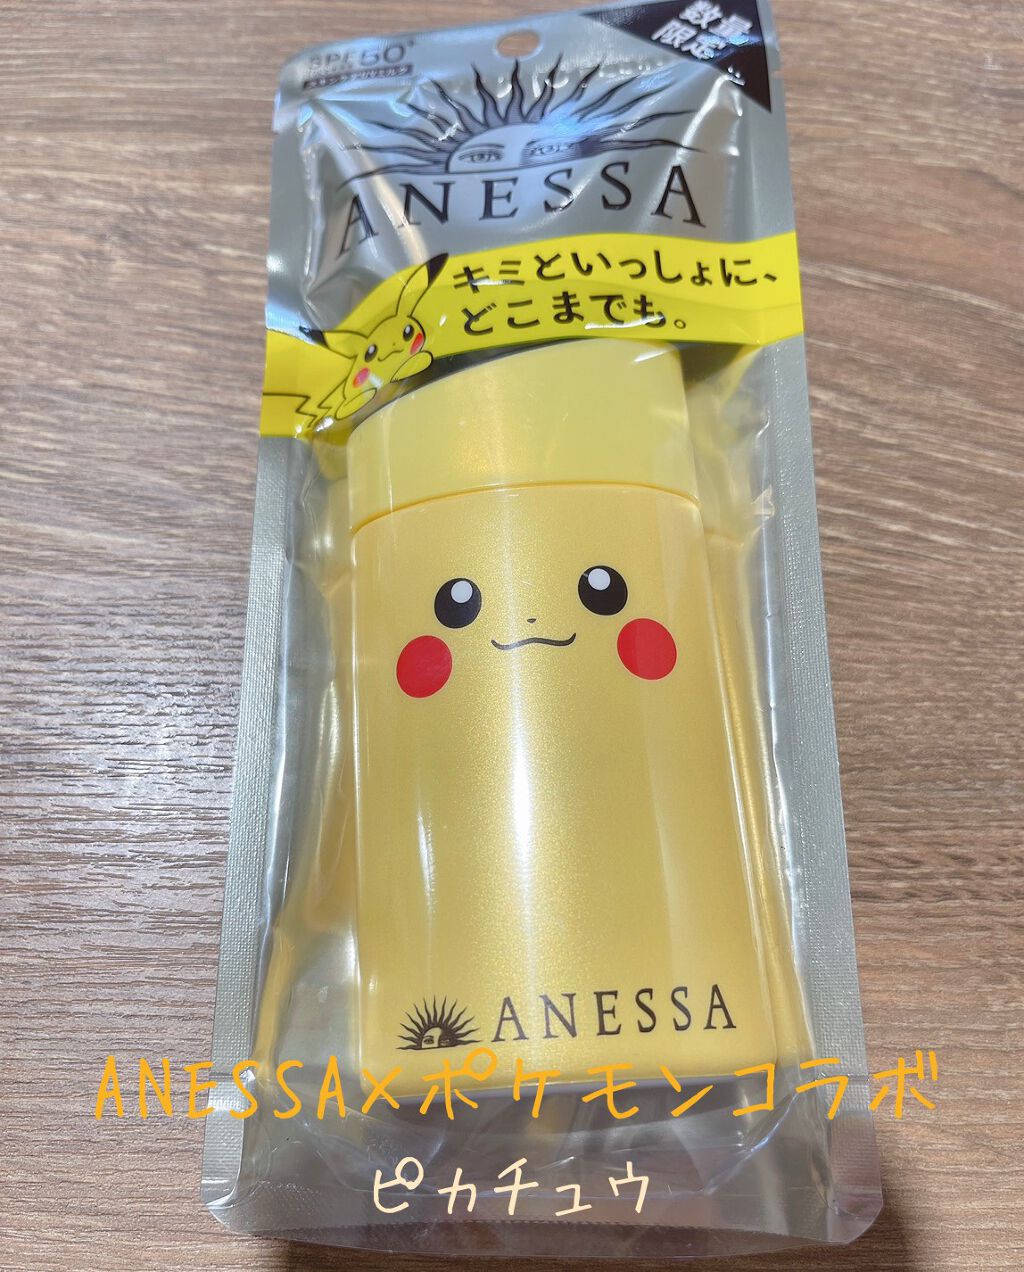 数量
限定
SPF50+
ANESSA
キミといっしょに、
どこまでも。
ANESSA
ANESSA×ポケモンコラボ
ピカチュウ